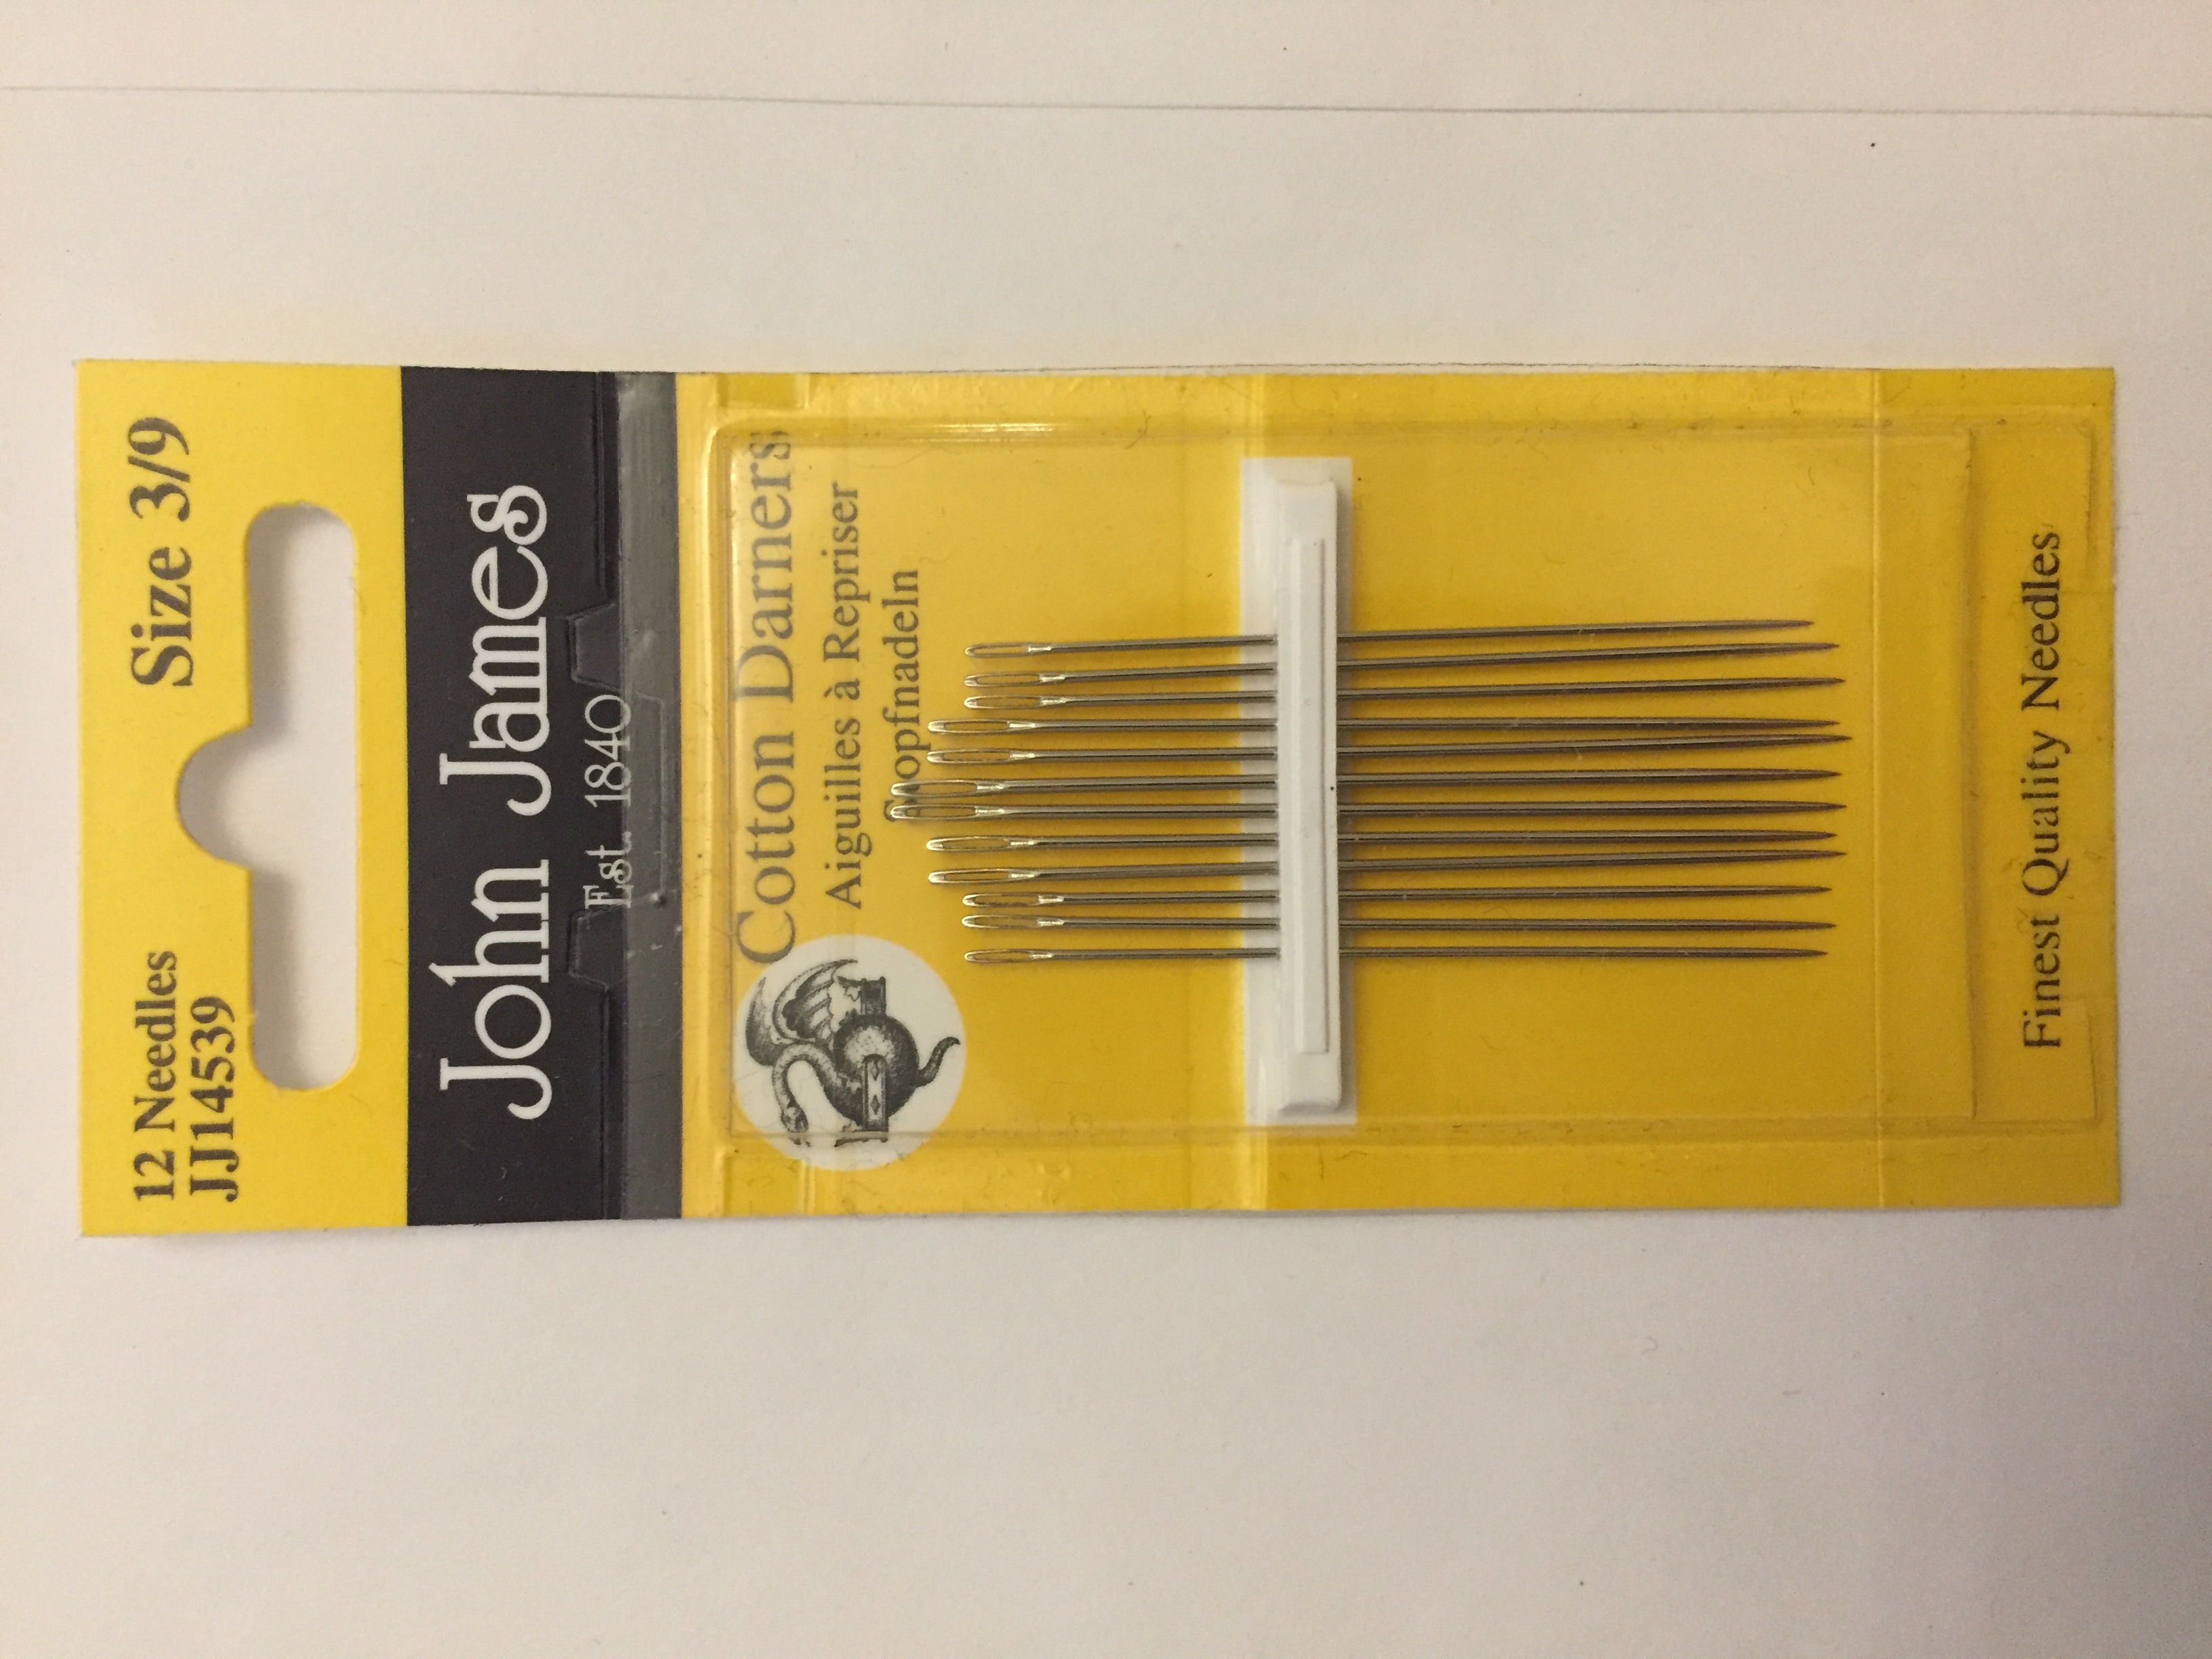 12 Needles
JJ14539
Size 3/9
John James
Est. 1840
Cotton Darners
Aiguilles à Repriser
Stopfnadeln
Finest Quality Needles